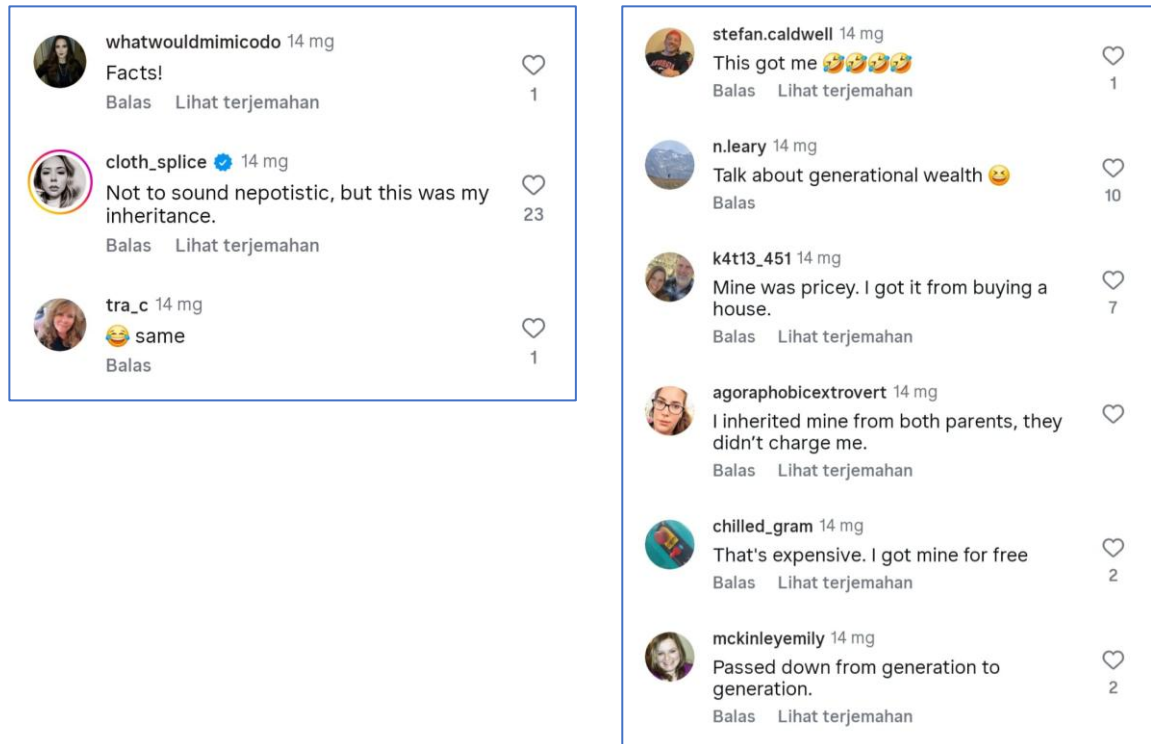 whatwouldmimicodo 14 mg
Facts!
1
Balas Lihat terjemahan
cloth_splice 14 mg
Not to sound nepotistic, but this was my
inheritance.
23
Balas Lihat terjemahan
tra_c 14 mg
😂 same
1
Balas
stefan.caldwell 14 mg
This got me 🤣🤣🤣🤣
1
Balas Lihat terjemahan
n.leary 14 mg
Talk about generational wealth 😆
10
Balas
k4t13_451 14 mg
Mine was pricey. I got it from buying a
house.
7
Balas Lihat terjemahan
agoraphobicextrovert 14 mg
I inherited mine from both parents, they
didn't charge me.
Balas Lihat terjemahan
chilled_gram 14 mg
That's expensive. I got mine for free
2
Balas Lihat terjemahan
mckinleyemily 14 mg
Passed down from generation to
generation.
2
Balas Lihat terjemahan